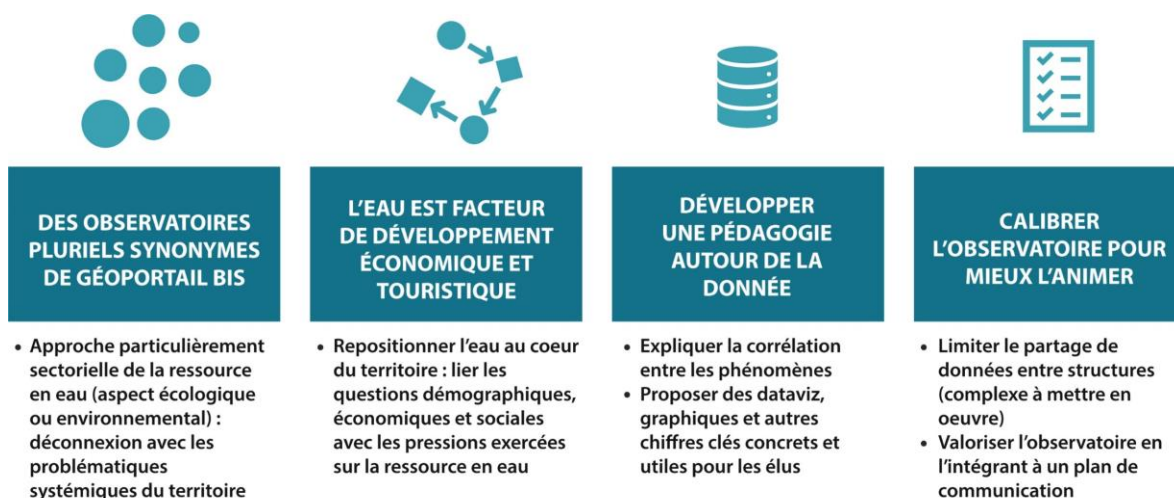 DES OBSERVATOIRES
PLURIELS SYNONYMES
DE GÉOPORTAIL BIS
• Approche particulièrement
sectorielle de la ressource
en eau (aspect écologique
ou environnemental) :
déconnexion avec les
problématiques
systémiques du territoire
L'EAU EST FACTEUR
DE DÉVELOPPEMENT
ÉCONOMIQUE ET
TOURISTIQUE
• Repositionner l'eau au coeur
du territoire : lier les
questions démographiques,
économiques et sociales
avec les pressions exercées
sur la ressource en eau
DÉVELOPPER
UNE PÉDAGOGIE
AUTOUR DE LA
DONNÉE
• Expliquer la corrélation
entre les phénomènes
• Proposer des dataviz,
graphiques et autres
chiffres clés concrets et
utiles pour les élus
CALIBRER
L'OBSERVATOIRE POUR
MIEUX L'ANIMER
• Limiter le partage de
données entre structures
(complexe à mettre en
oeuvre)
• Valoriser l'observatoire en
l'intégrant à un plan de
communication